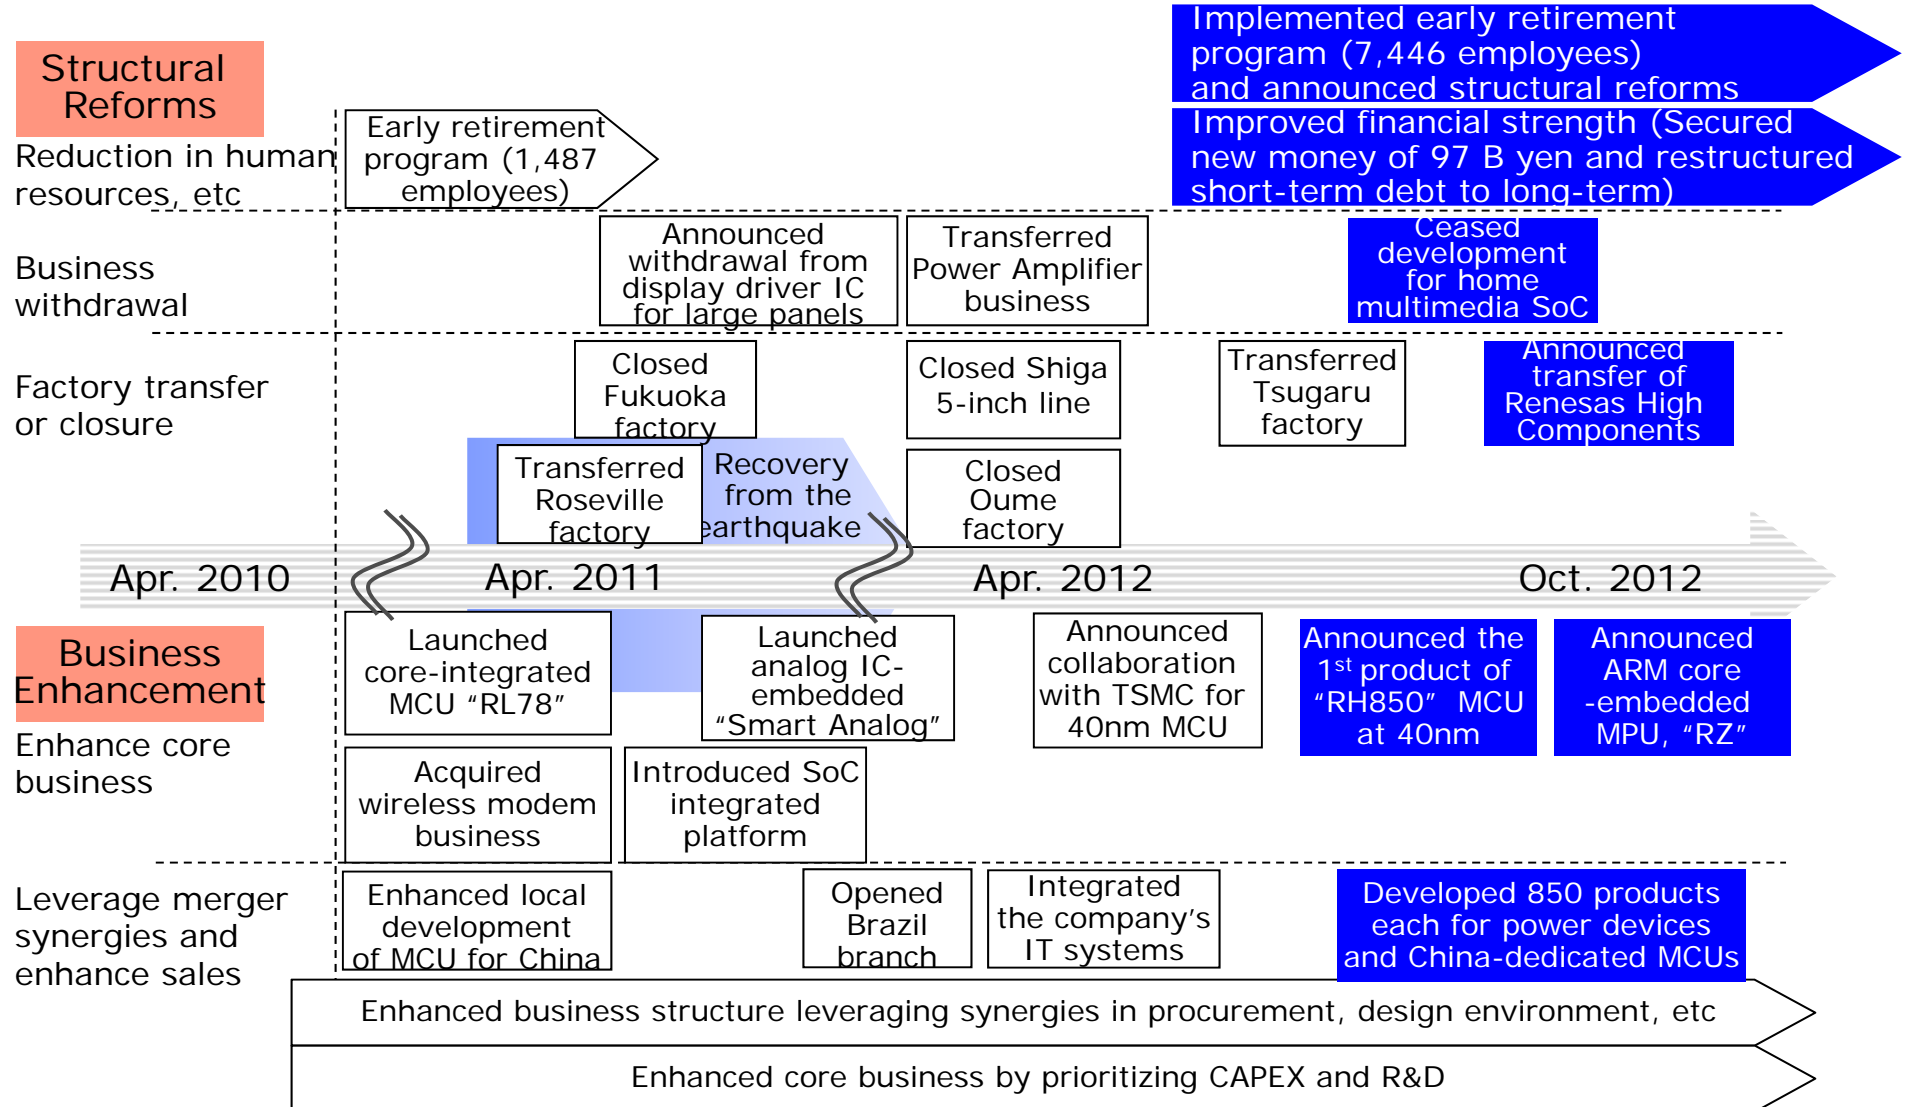 Implemented early retirement
program (7,446 employees)
and announced structural reforms
Structural
Reforms
Reduction in human
resources, etc
Early retirement
program (1,487
employees)
Improved financial strength (Secured
new money of 97 B yen and restructured
short-term debt to long-term)
Business
withdrawal
Announced
withdrawal from
display driver IC
for large panels
Transferred
Power Amplifier
business
Ceased
development
for home
multimedia SoC
Factory transfer
or closure
Closed
Fukuoka
factory
Closed Shiga
5-inch line
Transferred
Tsugaru
factory
Announced
transfer of
Renesas High
Components
Transferred
Roseville
factory
Recovery
from the
earthquake
Closed
Oume
factory
Apr. 2010
Apr. 2011
Apr. 2012
Oct. 2012
Business
Enhancement
Enhance core
business
Launched
core-integrated
MCU “RL78”
Launched
analog IC-
embedded
“Smart Analog”
Announced
collaboration
with TSMC for
40nm MCU
Announced the
1st product of
“RH850” MCU
at 40nm
Announced
ARM core
-embedded
MPU, “RZ”
Acquired
wireless modem
business
Introduced SoC
integrated
platform
Leverage merger
synergies and
enhance sales
Enhanced local
development
of MCU for China
Opened
Brazil
branch
Integrated
the company’s
IT systems
Developed 850 products
each for power devices
and China-dedicated MCUs
Enhanced business structure leveraging synergies in procurement, design environment, etc
Enhanced core business by prioritizing CAPEX and R&D